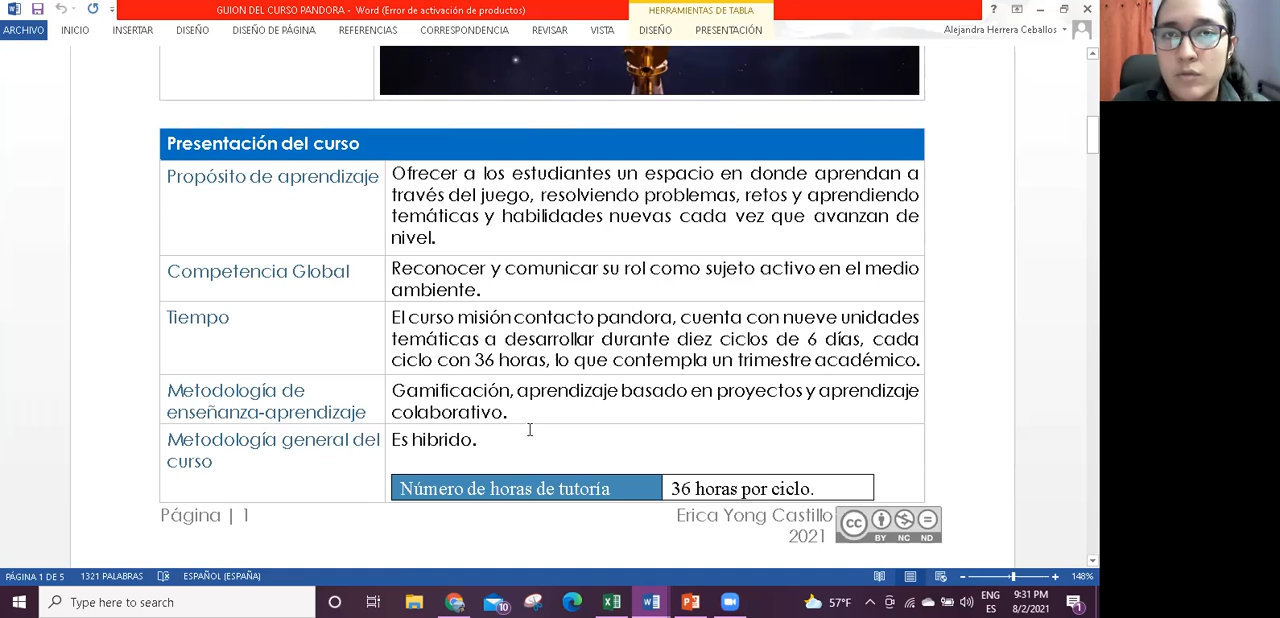 GUION DEL CURSO PANDORA - Word (Error de activación de productos)
HERRAMIENTAS DE TABLA
?
ARCHIVO INICIO INSERTAR DISEÑO DISEÑO DE PÁGINA REFERENCIAS CORRESPONDENCIA REVISAR VISTA DISEÑO PRESENTACIÓN
Alejandra Herrera Ceballos
Presentación del curso
Propósito de aprendizaje
Ofrecer a los estudiantes un espacio en donde aprendan a
través del juego, resolviendo problemas, retos y aprendiendo
temáticas y habilidades nuevas cada vez que avanzan de
nivel.
Competencia Global
Reconocer y comunicar su rol como sujeto activo en el medio
ambiente.
Tiempo
El curso misión contacto pandora, cuenta con nueve unidades
temáticas a desarrollar durante diez ciclos de 6 días, cada
ciclo con 36 horas, lo que contempla un trimestre académico.
Metodología de
enseñanza-aprendizaje
Gamificación, aprendizaje basado en proyectos y aprendizaje
colaborativo.
Metodología general del
curso
Es hibrido.
Número de horas de tutoría
36 horas por ciclo.
Página | 1
Erica Yong Castillo
2021
cc
BY NC ND
PÁGINA 1 DE 5 1321 PALABRAS ESPAÑOL (ESPAÑA)
148%
Type here to search
10
57°F
ENG
ES
9:31 PM
8/2/2021
1